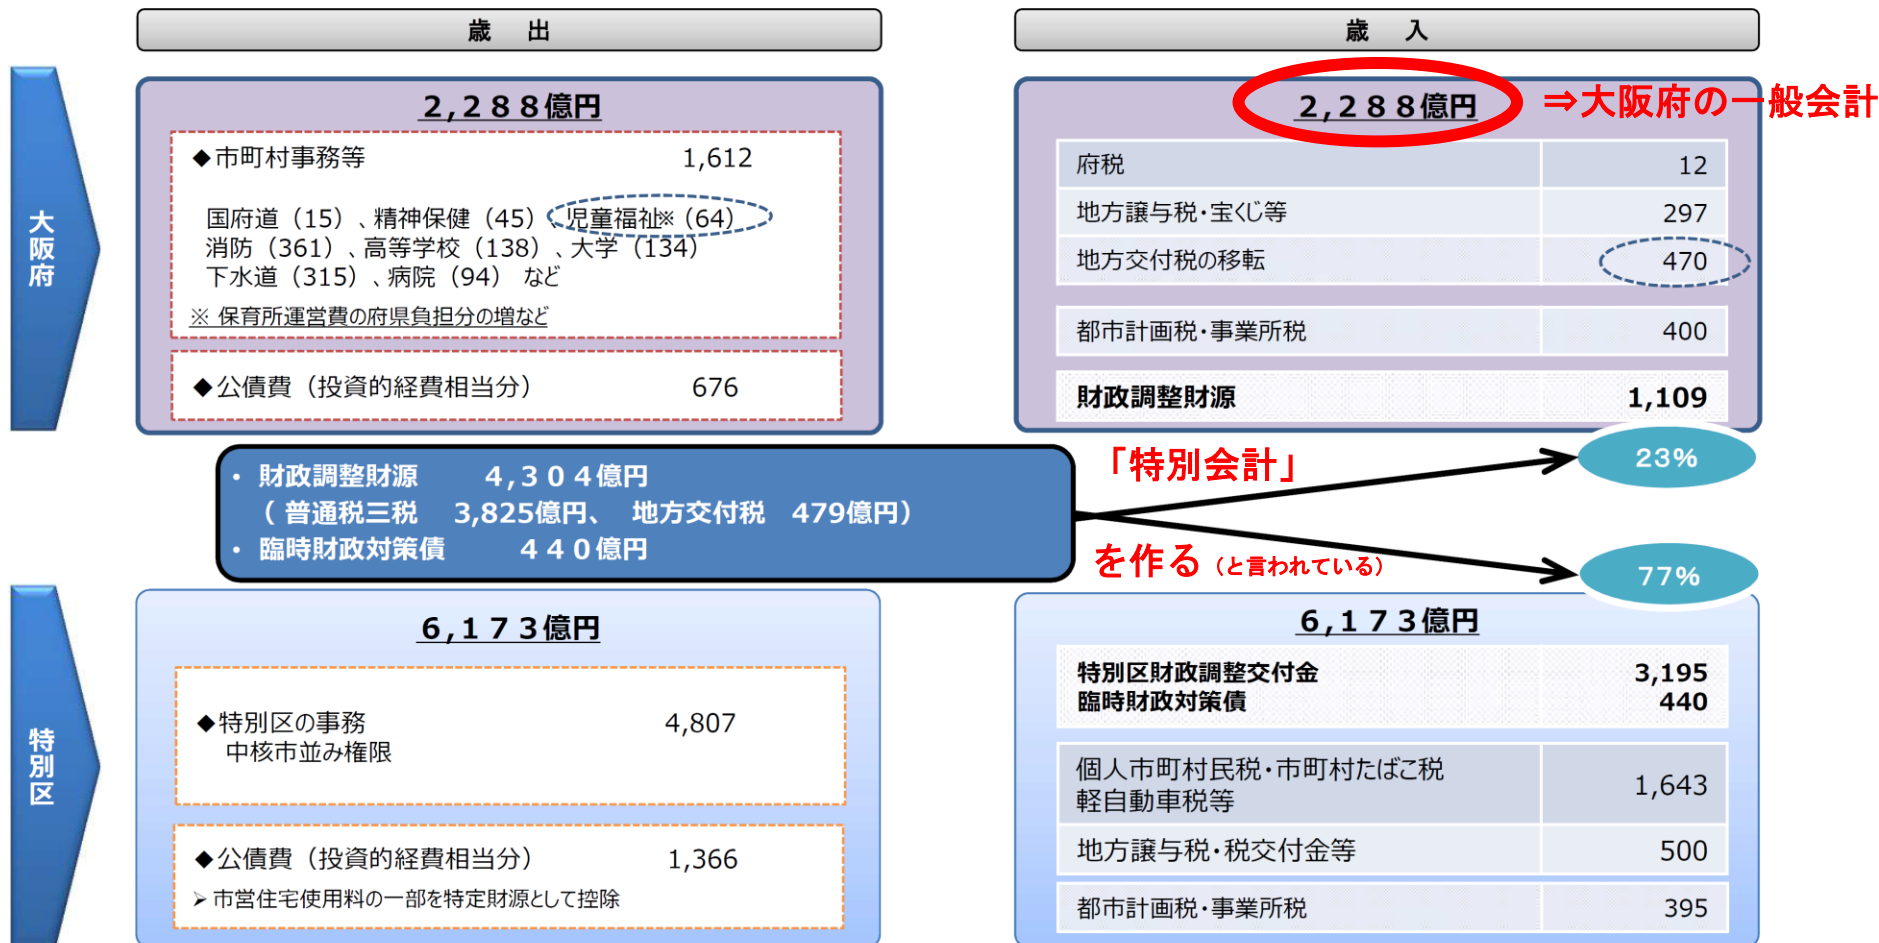 歳 出
歳 入
大阪府
2,288億円
◆市町村事務等 1,612
国府道（15）、精神保健（45）、児童福祉※（64）
消防（361）、高等学校（138）、大学（134）
下水道（315）、病院（94） など
※ 保育所運営費の府県負担分の増など
◆公債費（投資的経費相当分） 676
2,288億円
⇒大阪府の一般会計
府税 12
地方譲与税・宝くじ等 297
地方交付税の移転 470
都市計画税・事業所税 400
財政調整財源 1,109
・ 財政調整財源 4,304億円
（ 普通税三税 3,825億円、 地方交付税 479億円）
・ 臨時財政対策債 440億円
「特別会計」
を作る（と言われている）
23%
77%
特別区
6,173億円
◆特別区の事務 4,807
中核市並み権限
◆公債費（投資的経費相当分） 1,366
➢ 市営住宅使用料の一部を特定財源として控除
6,173億円
特別区財政調整交付金 3,195
臨時財政対策債 440
個人市町村民税・市町村たばこ税
軽自動車税等 1,643
地方譲与税・税交付金等 500
都市計画税・事業所税 395